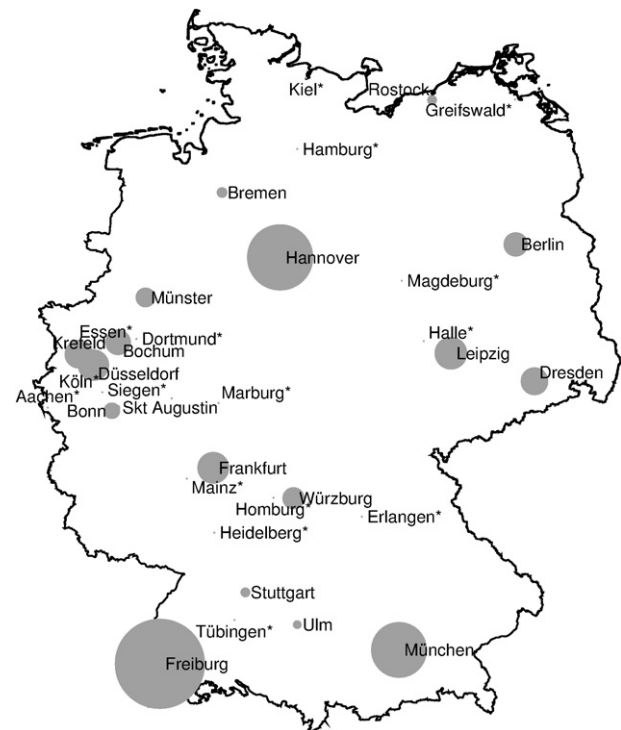 Kiel*
Rostock
Greifswald*
Hamburg*
Bremen
Berlin
Hannover
Magdeburg*
Münster
Essen*
Dortmund*
Krefeld
Bochum
Halle*
Leipzig
Düsseldorf
Dresden
Köln*
Siegen*
Aachen*
Marburg*
Bonn
Skt Augustin
Frankfurt
Mainz*
Würzburg
Homburg*
Erlangen*
Heidelberg*
Stuttgart
Ulm
Tübingen*
München
Freiburg